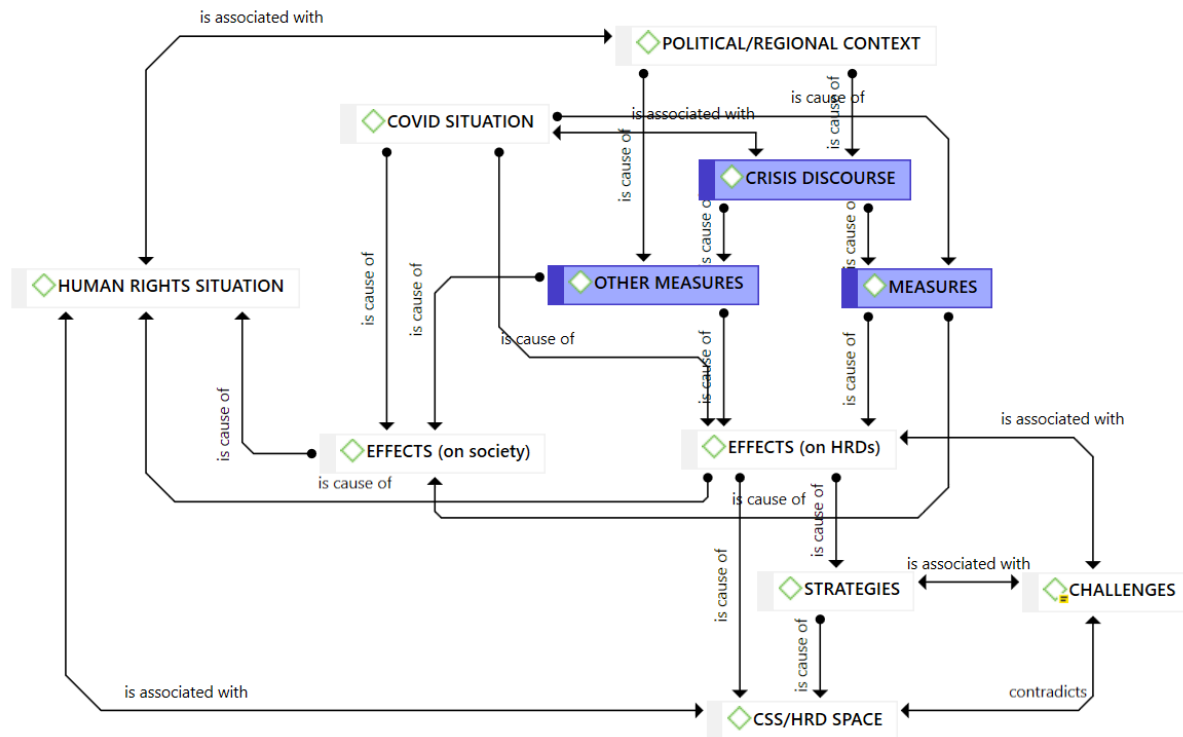 is associated with
POLITICAL/REGIONAL CONTEXT
is cause of
is cause of
is associated with
COVID SITUATION
is cause of
is cause of
CRISIS DISCOURSE
is cause of
is cause of
HUMAN RIGHTS SITUATION
OTHER MEASURES
MEASURES
is cause of
is cause of
is cause of
is cause of
is cause of
is cause of
is associated with
EFFECTS (on society)
EFFECTS (on HRDs)
is cause of
is cause of
is cause of
is cause of
is associated with
STRATEGIES
CHALLENGES
is cause of
is associated with
contradicts
CSS/HRD SPACE